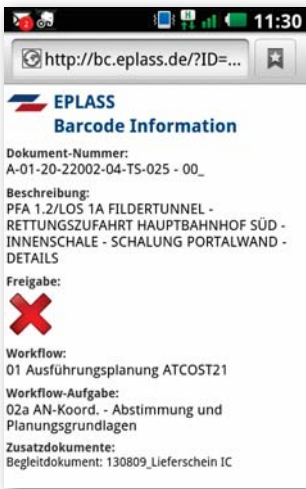 11:30
http://bc.eplass.de/?ID=...
EPLASS
Barcode Information
Dokument-Nummer:
A-01-20-22002-04-TS-025 - 00_
Beschreibung:
PFA 1.2/LOS 1A FILDERTUNNEL -
RETTUNGSZUFAHRT HAUPTBAHNHOF SÜD -
INNENSCHALE - SCHALUNG PORTALWAND -
DETAILS
Freigabe:
Workflow:
01 Ausführungsplanung ATCOST21
Workflow-Aufgabe:
02a AN-Koord. - Abstimmung und
Planungsgrundlagen
Zusatzdokumente:
Begleitdokument: 130809_Lieferschein IC